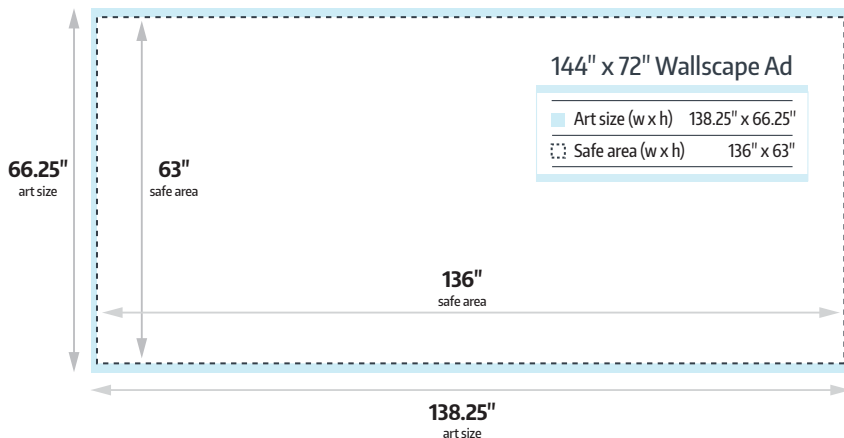 144" x 72" Wallscape Ad
Art size (w x h) 138.25" x 66.25"
Safe area (w x h) 136" x 63"
66.25"
art size
63"
safe area
136"
safe area
138.25"
art size